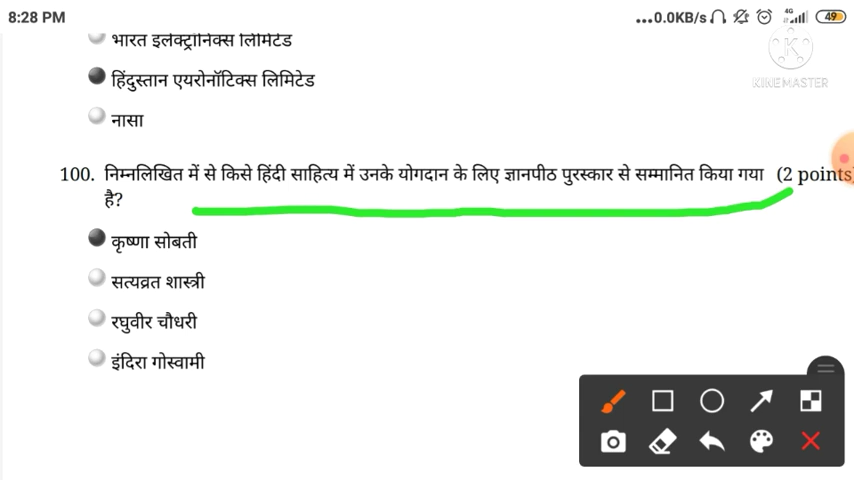 8:28 PM ...0.0KB/s 4G 49
भारत इलेक्ट्रॉनिक्स लिमिटेड
K
KINEMASTER
हिंदुस्तान एयरोनॉटिक्स लिमिटेड
नासा
100. निम्नलिखित में से किसे हिंदी साहित्य में उनके योगदान के लिए ज्ञानपीठ पुरस्कार से सम्मानित किया गया (2 points
है?
कृष्णा सोबती
सत्यव्रत शास्त्री
रघुवीर चौधरी
इंदिरा गोस्वामी